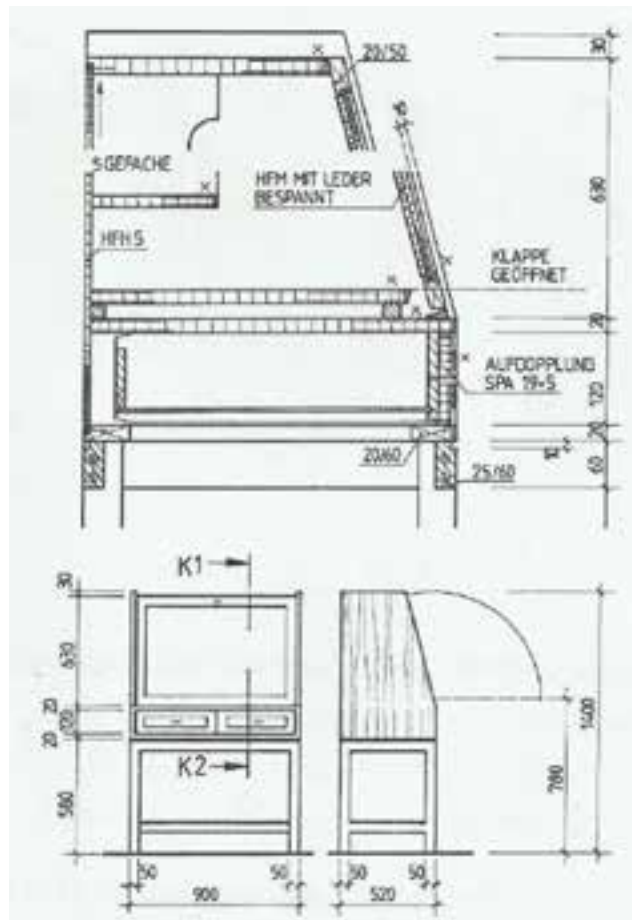 20/50
30
5
GEFACHE
HFM MIT LEDER
BESPANNT
630
HFH 5
KLAPPE
GEÖFFNET
20
AUFDOPPLUNG
SPA 19+5
120
20
20/60
60
25/60
K1
30
630
20
120
20
K2
580
1400
780
50
50
900
50
50
520